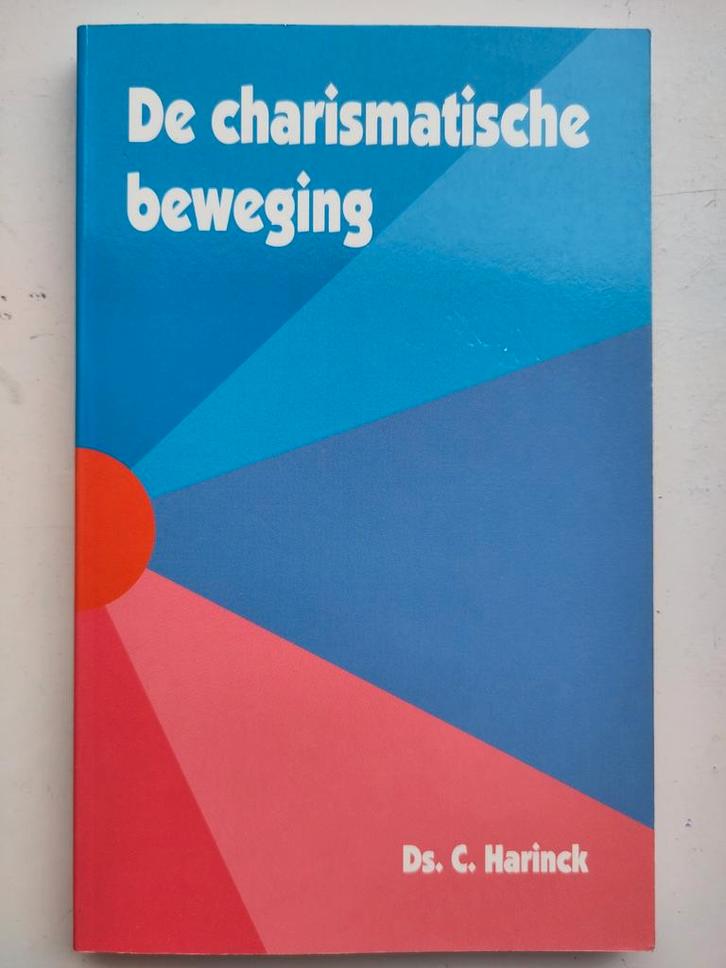 De charismatische
beweging
Ds. C. Harinck